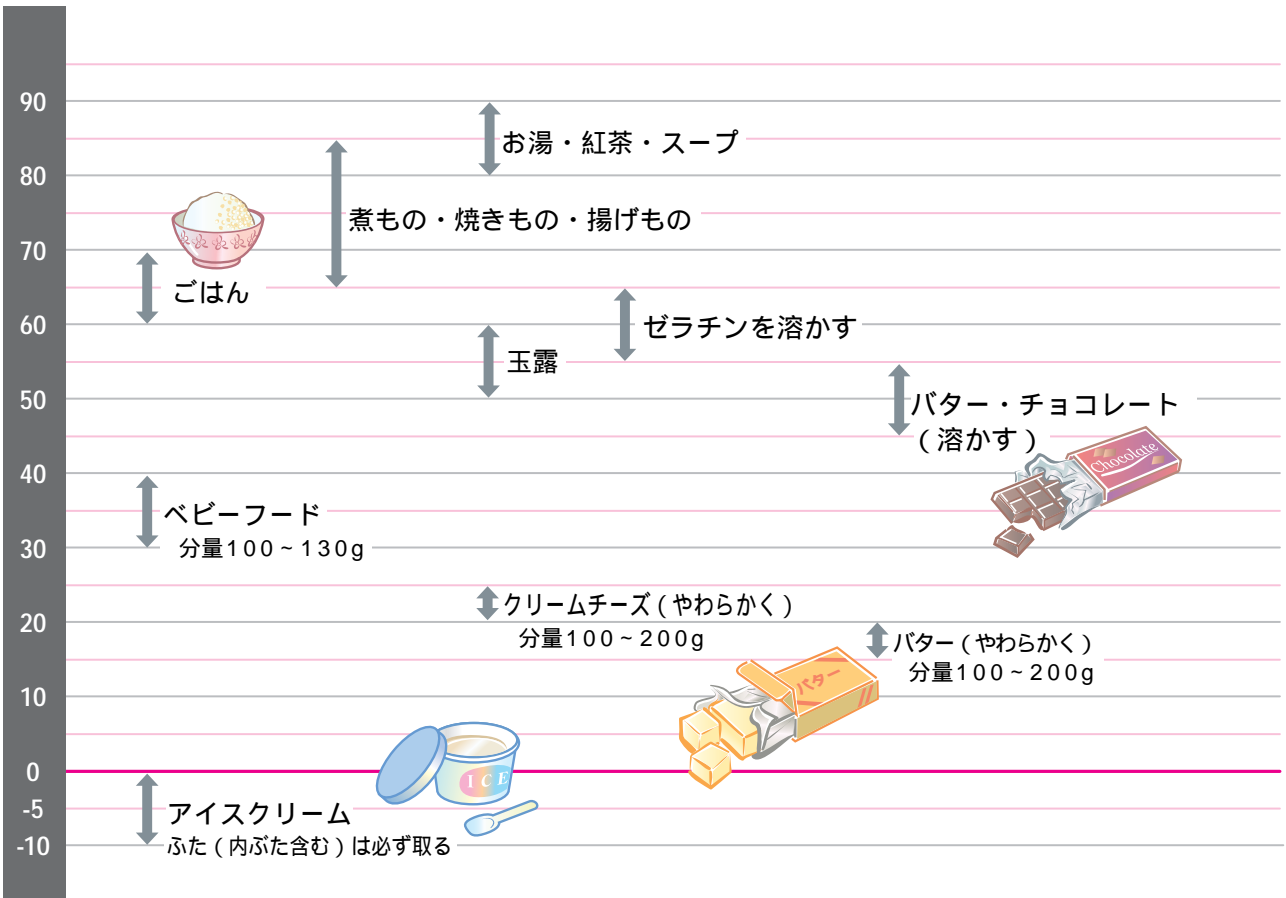 90
お湯・紅茶・スープ
80
煮もの・焼きもの・揚げもの
70
ごはん
60
ゼラチンを溶かす
玉露
50
バター・チョコレート
(溶かす)
Chocolate
40
ベビーフード
分量100~130g
30
クリームチーズ(やわらかく)
分量100~200g
20
バター(やわらかく)
分量100~200g
バター
10
0
ICE
-5
アイスクリーム
ふた(内ぶた含む)は必ず取る
-10